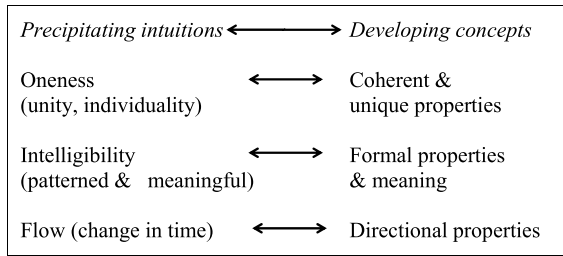 Precipitating intuitions ↔ Developing concepts
Oneness ↔ Coherent &
(unity, individuality) unique properties
Intelligibility ↔ Formal properties
(patterned & meaningful) & meaning
Flow (change in time) ↔ Directional properties